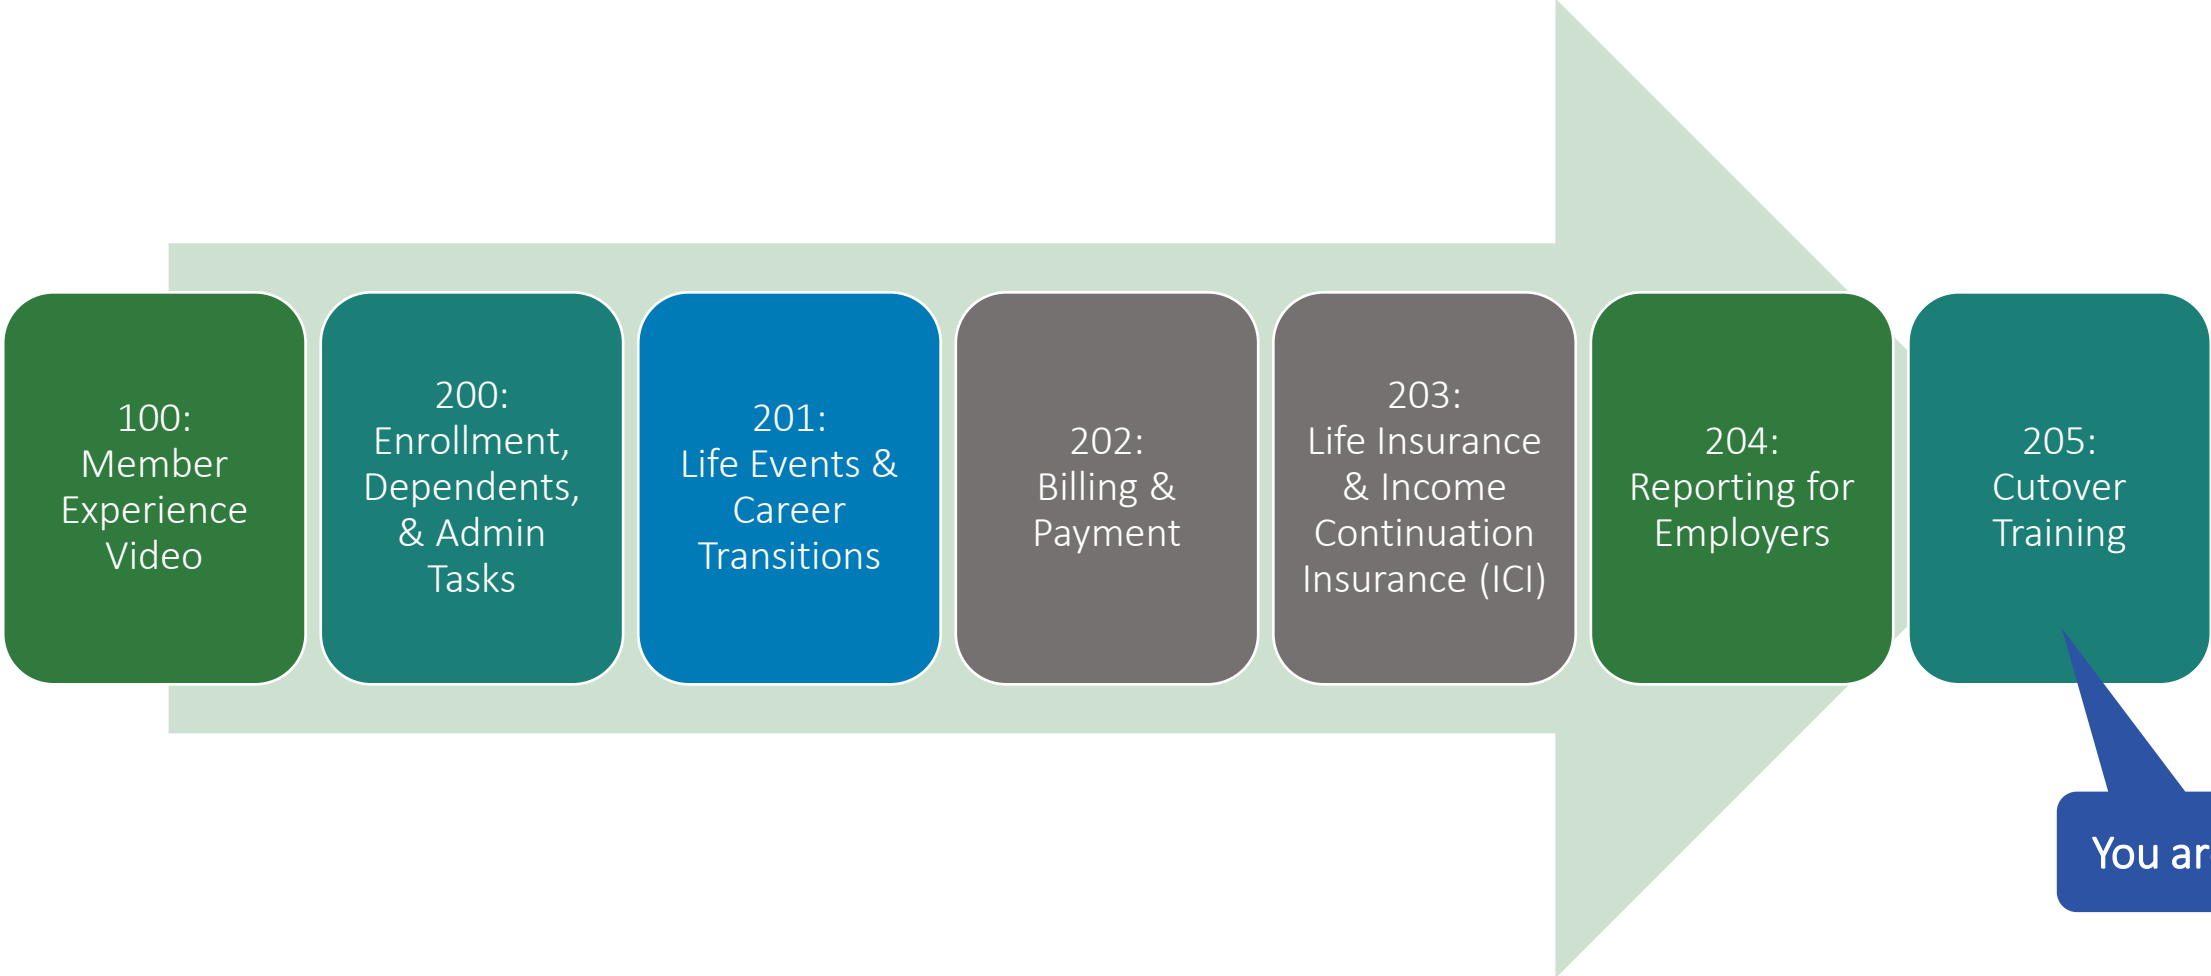 100:
Member
Experience
Video
200:
Enrollment,
Dependents,
& Admin
Tasks
201:
Life Events &
Career
Transitions
202:
Billing &
Payment
203:
Life Insurance
& Income
Continuation
Insurance (ICI)
204:
Reporting for
Employers
205:
Cutover
Training
You